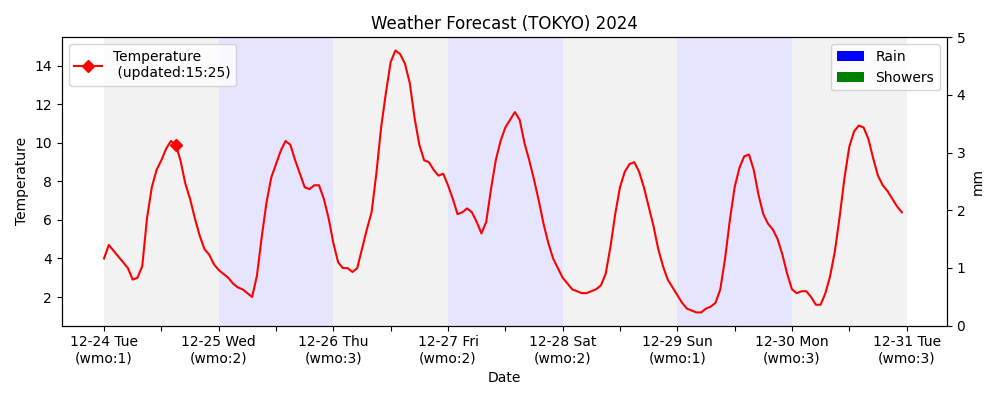 Weather Forecast (TOKYO) 2024
Temperature
(updated:15:25)
Rain
Showers
Temperature
14
12
10
8
6
4
2
5
4
3
2
1
0
mm
12-24 Tue
(wmo:1)
12-25 Wed
(wmo:2)
12-26 Thu
(wmo:3)
12-27 Fri
(wmo:2)
12-28 Sat
(wmo:2)
12-29 Sun
(wmo:1)
12-30 Mon
(wmo:3)
12-31 Tue
(wmo:3)
Date